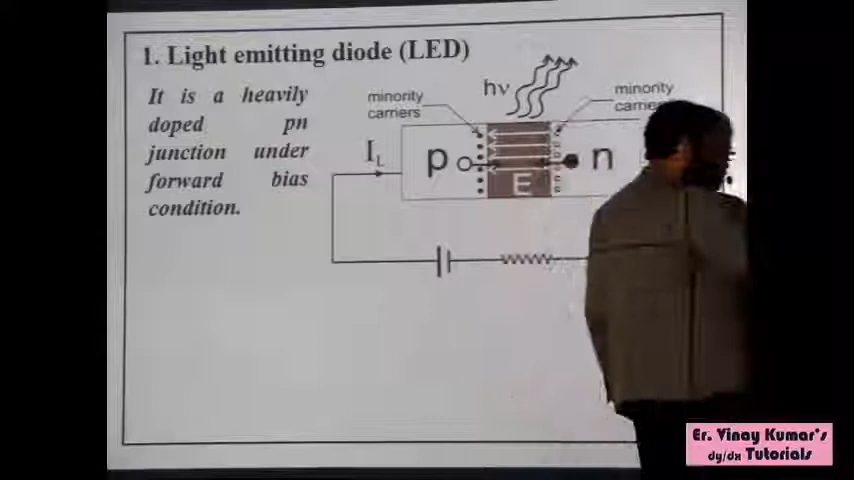 1. Light emitting diode (LED)
It is a heavily
doped pn
junction under
forward bias
condition.
minority
carriers
hν
minority
I_L
p
E
n
Er. Vinay Kumar's
dy/dx Tutorials